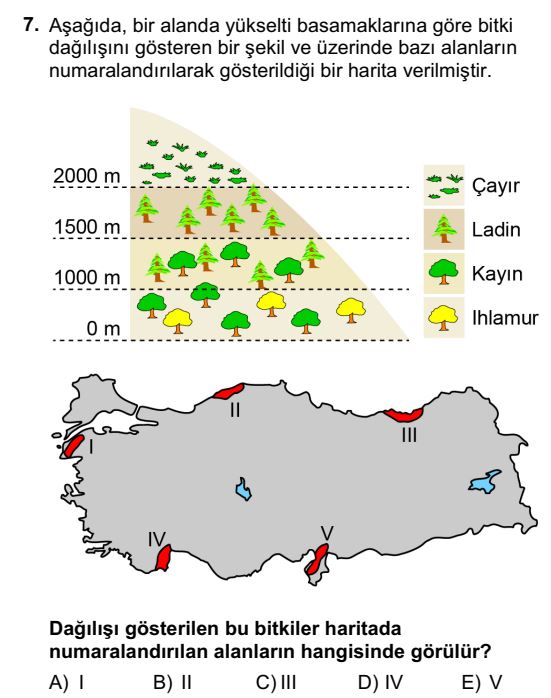 7. Aşağıda, bir alanda yükselti basamaklarına göre bitki
dağılışını gösteren bir şekil ve üzerinde bazı alanların
numaralandırılarak gösterildiği bir harita verilmiştir.
2000 m
1500 m
1000 m
0 m
Çayır
Ladin
Kayın
Ihlamur
I
II
III
IV
V
Dağılışı gösterilen bu bitkiler haritada
numaralandırılan alanların hangisinde görülür?
A) I B) II C) III D) IV E) V